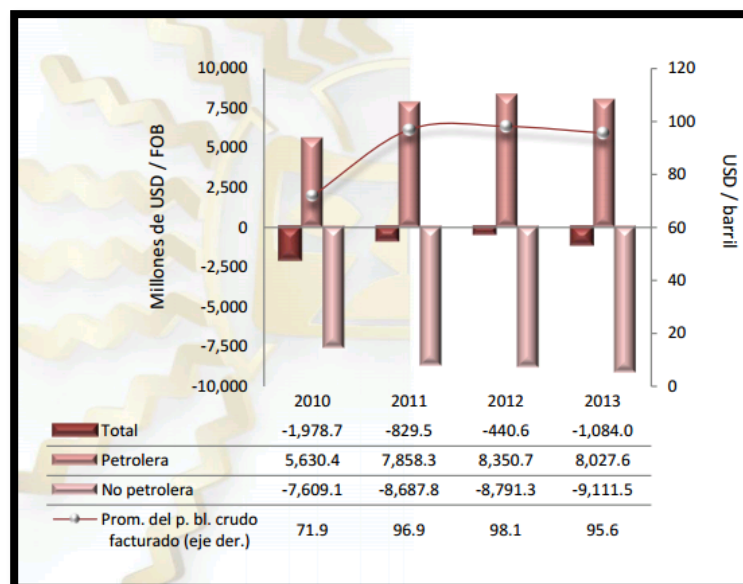 Millones de USD / FOB
10,000
7,500
5,000
2,500
0
-2,500
-5,000
-7,500
-10,000
120
100
80
60
40
20
0
USD / barril
2010 2011 2012 2013
Total -1,978.7 -829.5 -440.6 -1,084.0
Petrolera 5,630.4 7,858.3 8,350.7 8,027.6
No petrolera -7,609.1 -8,687.8 -8,791.3 -9,111.5
Prom. del p. bl. crudo
facturado (eje der.) 71.9 96.9 98.1 95.6